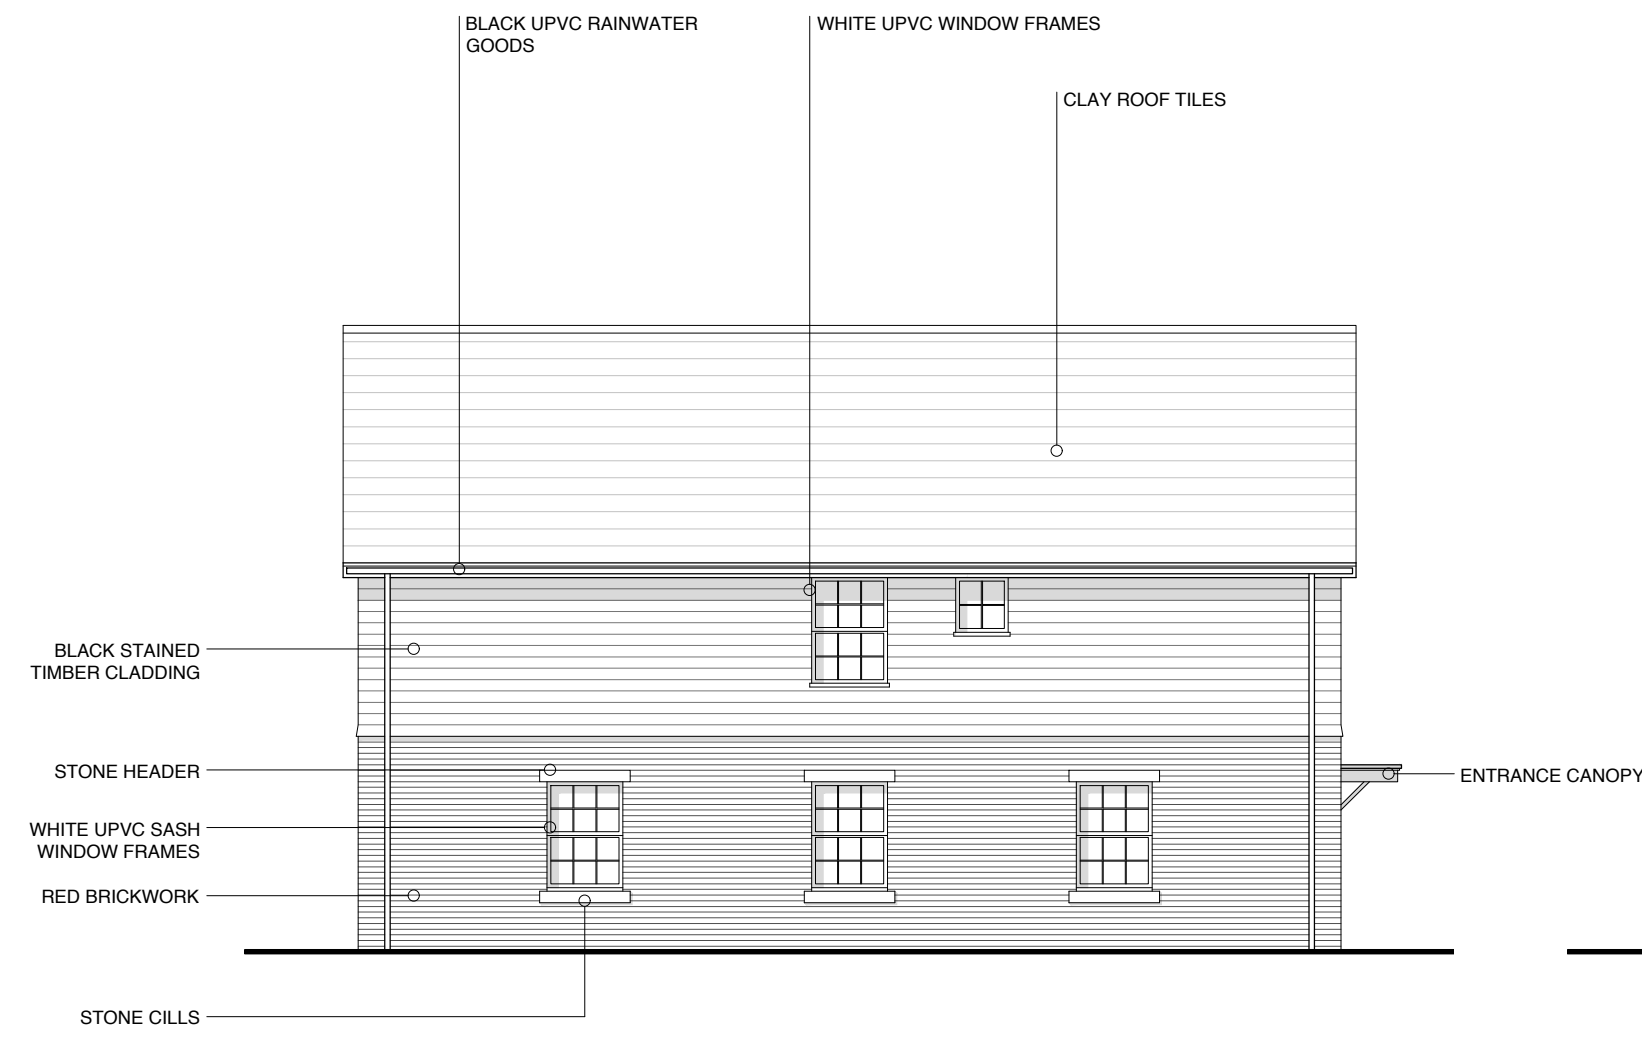 BLACK UPVC RAINWATER
GOODS
WHITE UPVC WINDOW FRAMES
CLAY ROOF TILES
BLACK STAINED
TIMBER CLADDING
STONE HEADER
ENTRANCE CANOPY
WHITE UPVC SASH
WINDOW FRAMES
RED BRICKWORK
STONE CILLS